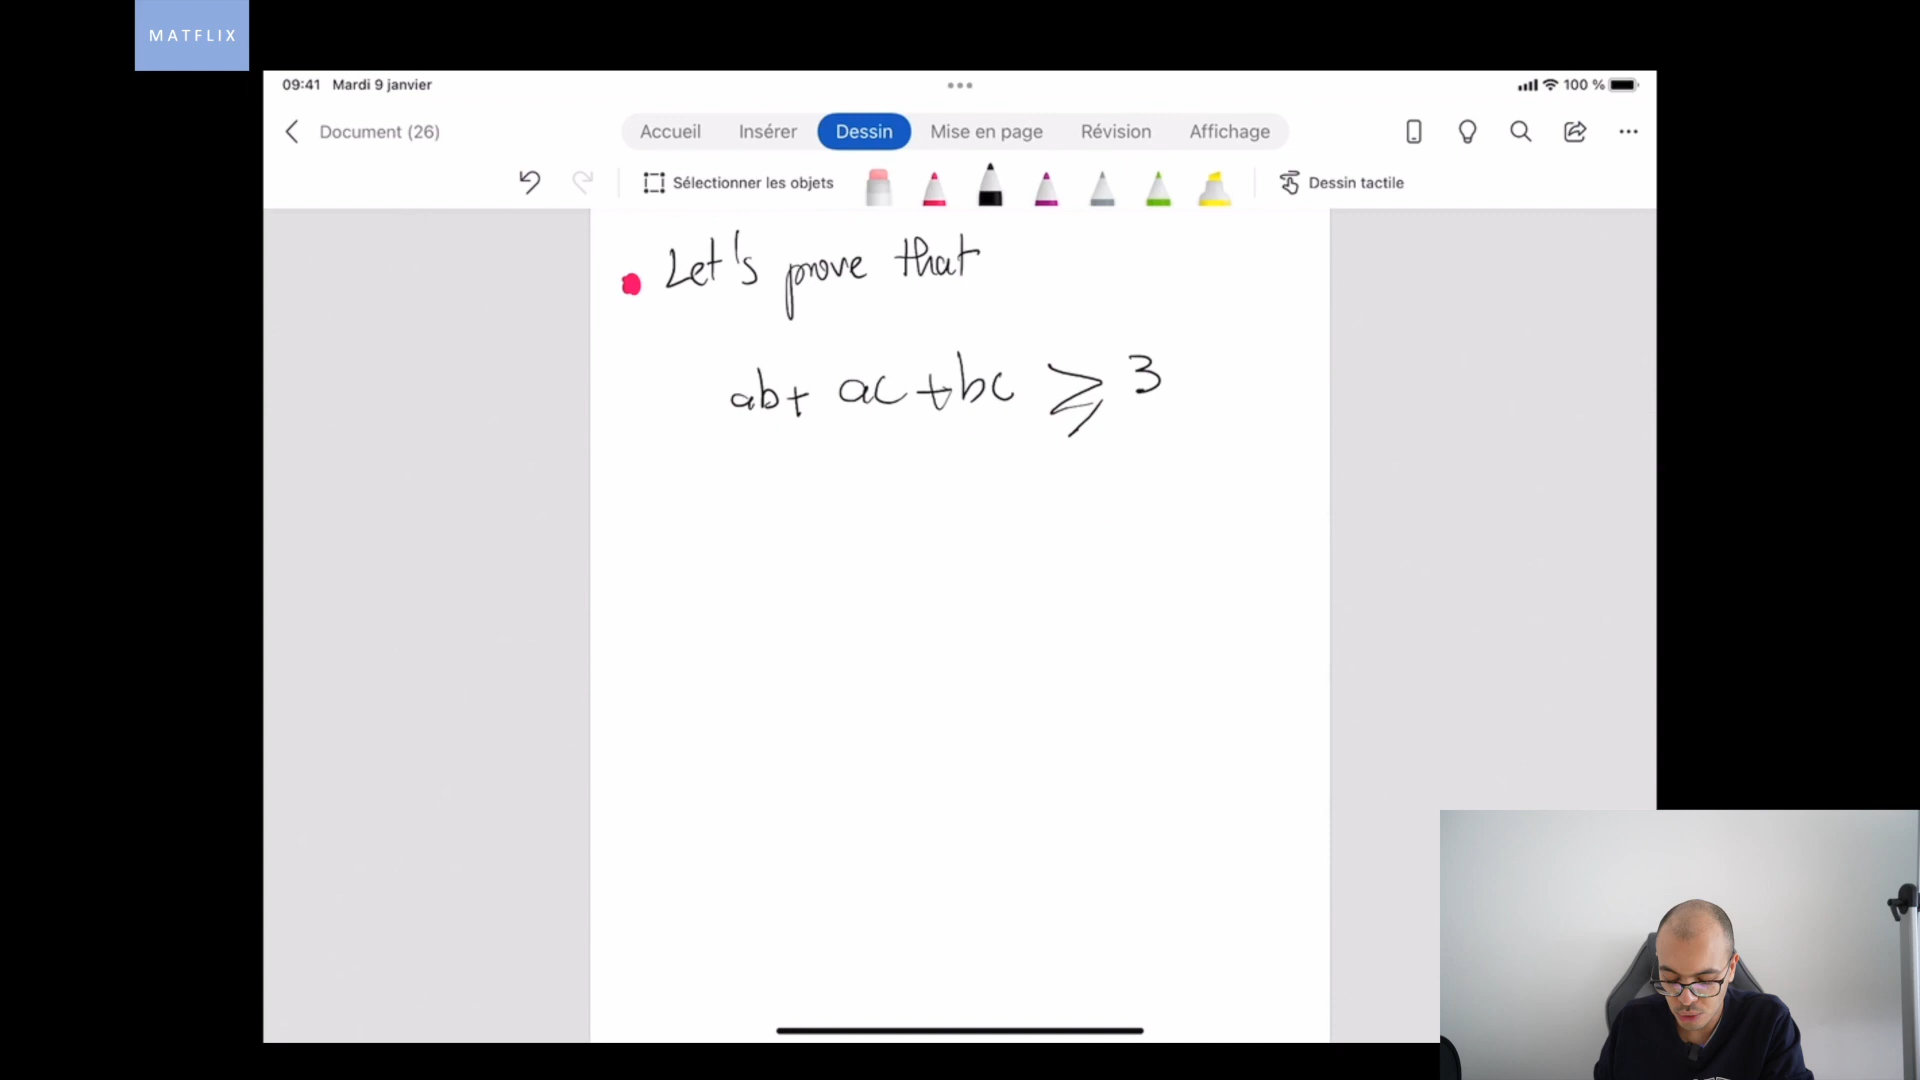 MATFLIX
09:41 Mardi 9 janvier
100 %
Document (26)
Accueil Insérer Dessin Mise en page Révision Affichage
Sélectionner les objets
Dessin tactile
Let's prove that
ab+ ac+bc ⩾ 3